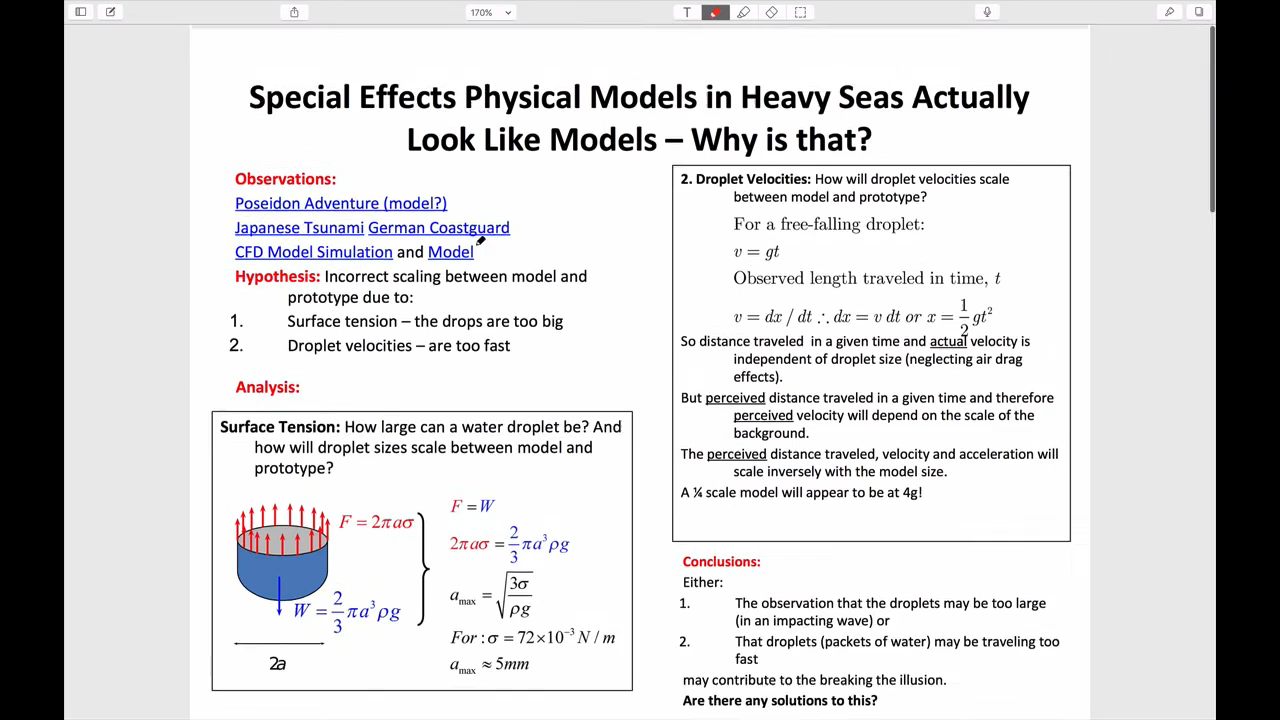 170%
T
Special Effects Physical Models in Heavy Seas Actually
Look Like Models – Why is that?
Observations:
Poseidon Adventure (model?)
Japanese Tsunami German Coastguard
CFD Model Simulation and Model
Hypothesis: Incorrect scaling between model and
prototype due to:
1. Surface tension – the drops are too big
2. Droplet velocities – are too fast
Analysis:
Surface Tension: How large can a water droplet be? And
how will droplet sizes scale between model and
prototype?
F = 2πaσ
W = 2/3 πa³ρg
2a
F = W
2πaσ = 2/3 πa³ρg
a_max = √(3σ/ρg)
For : σ = 72×10⁻³ N / m
a_max ≈ 5mm
2. Droplet Velocities: How will droplet velocities scale
between model and prototype?
For a free-falling droplet:
v = gt
Observed length traveled in time, t
v = dx / dt ∴ dx = v dt or x = 1/2 gt²
So distance traveled in a given time and actual velocity is
independent of droplet size (neglecting air drag
effects).
But perceived distance traveled in a given time and therefore
perceived velocity will depend on the scale of the
background.
The perceived distance traveled, velocity and acceleration will
scale inversely with the model size.
A ¼ scale model will appear to be at 4g!
Conclusions:
Either:
1. The observation that the droplets may be too large
(in an impacting wave) or
2. That droplets (packets of water) may be traveling too
fast
may contribute to the breaking the illusion.
Are there any solutions to this?